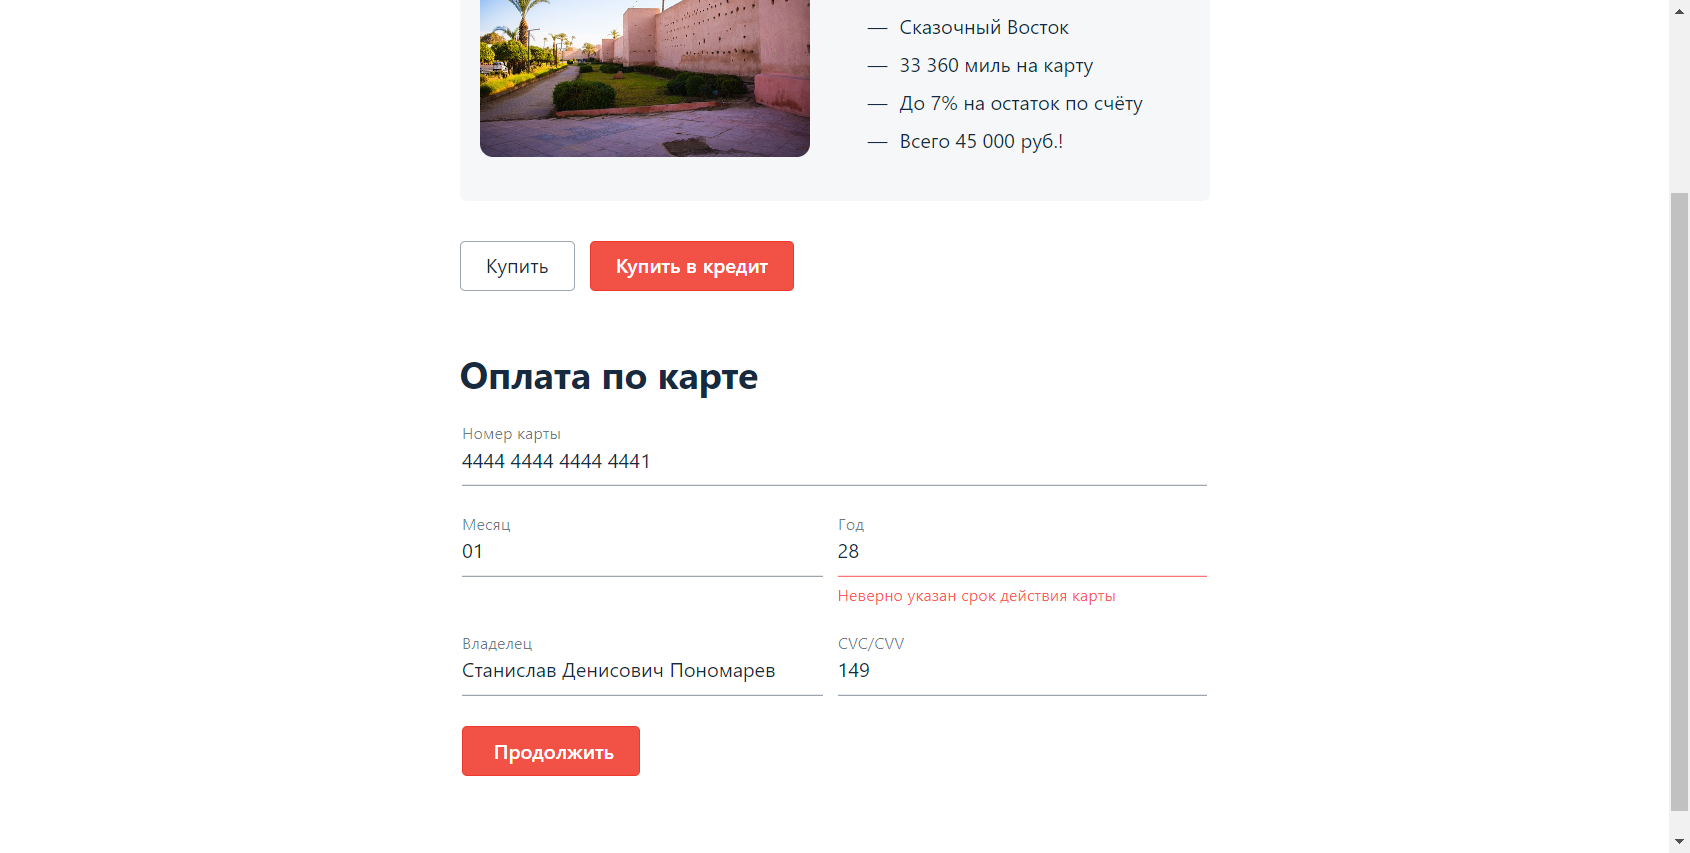 — Сказочный Восток
— 33 360 миль на карту
— До 7% на остаток по счёту
— Всего 45 000 руб.!
Купить
Купить в кредит
Оплата по карте
Номер карты
4444 4444 4444 4441
Месяц
01
Год
28
Неверно указан срок действия карты
Владелец
Станислав Денисович Пономарев
CVC/CVV
149
Продолжить